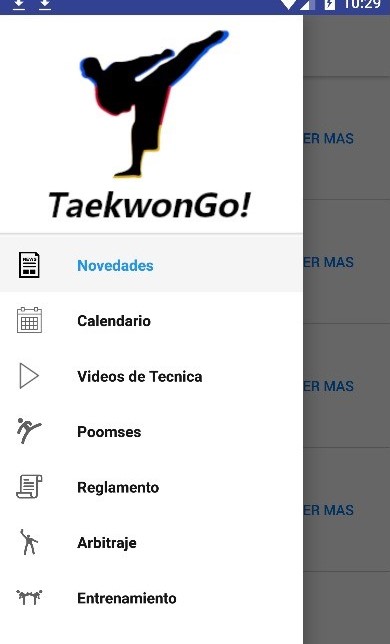 10:29
TaekwonGo!
NEWS
Novedades
ER MAS
Calendario
ER MAS
Videos de Tecnica
ER MAS
Poomses
Reglamento
ER MAS
Arbitraje
Entrenamiento